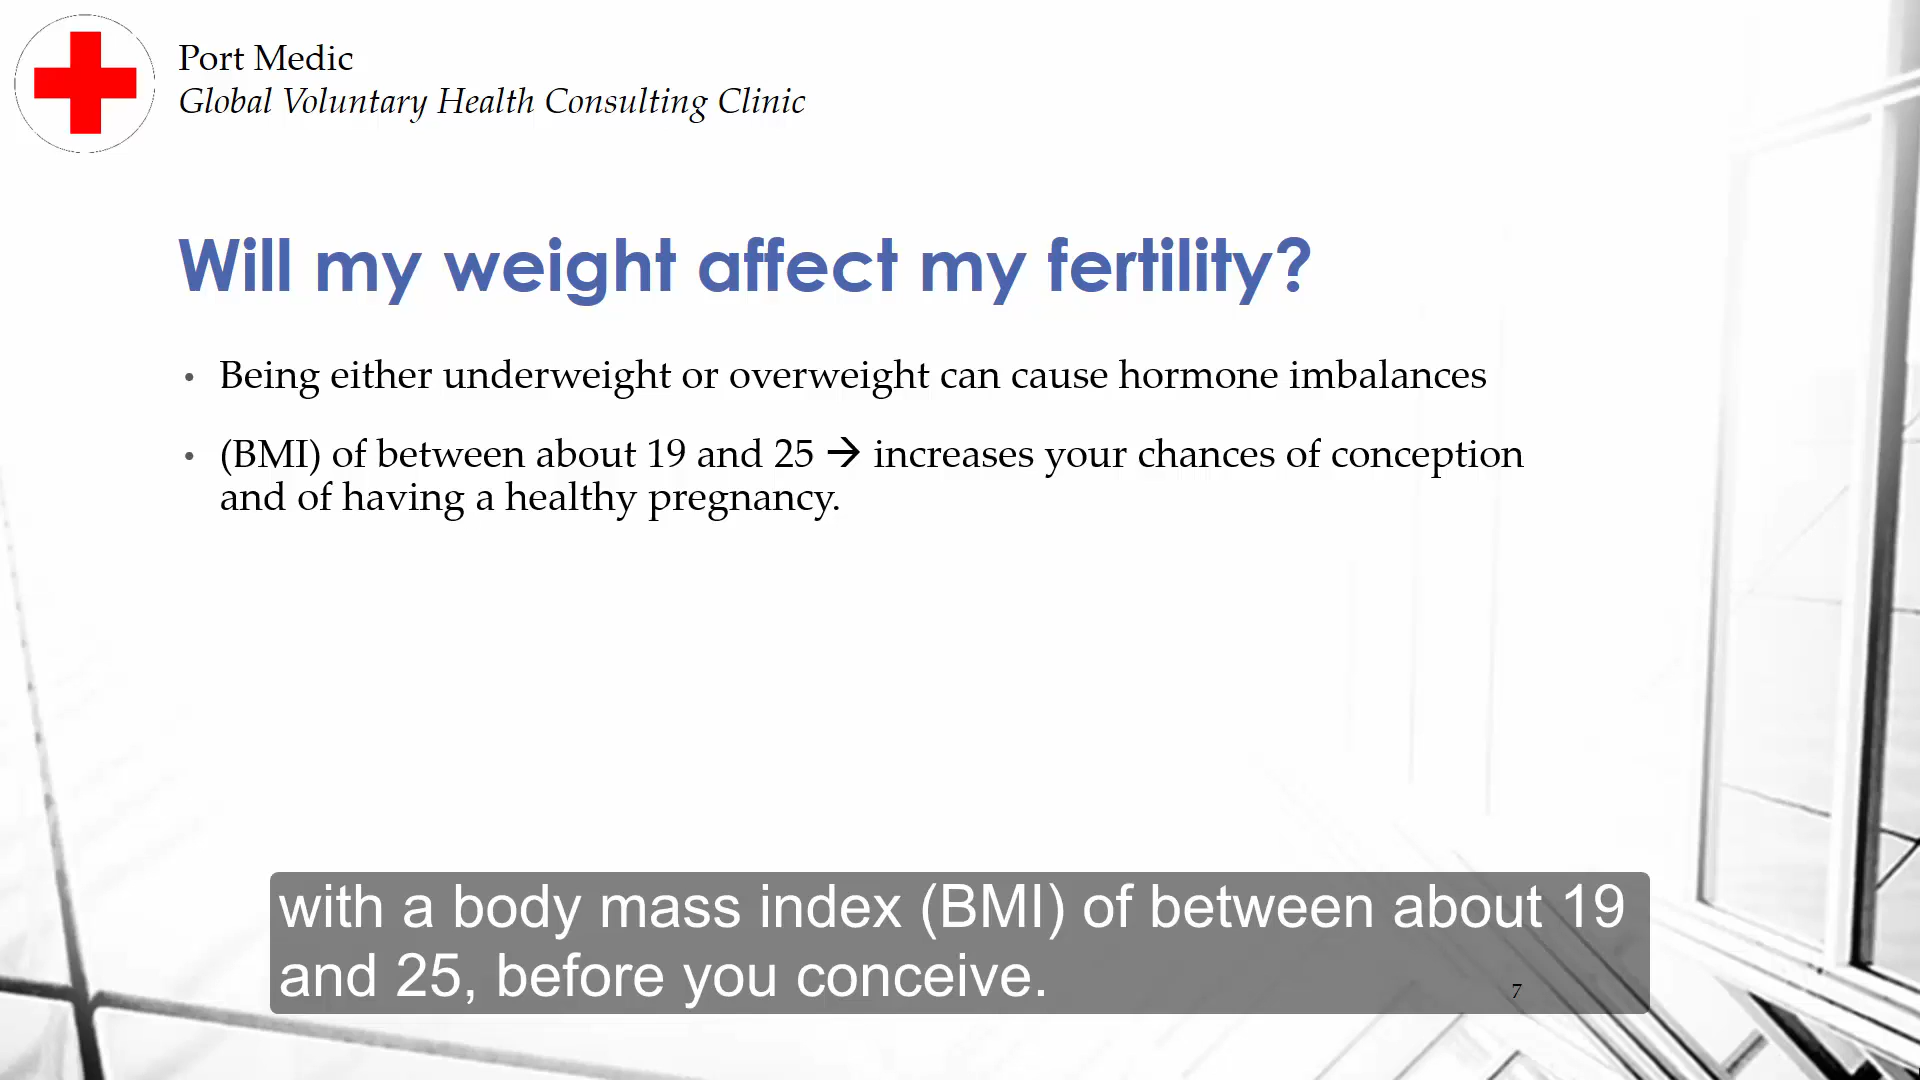 Port Medic
Global Voluntary Health Consulting Clinic
Will my weight affect my fertility?
• Being either underweight or overweight can cause hormone imbalances
• (BMI) of between about 19 and 25 → increases your chances of conception
and of having a healthy pregnancy.
with a body mass index (BMI) of between about 19
and 25, before you conceive.
7